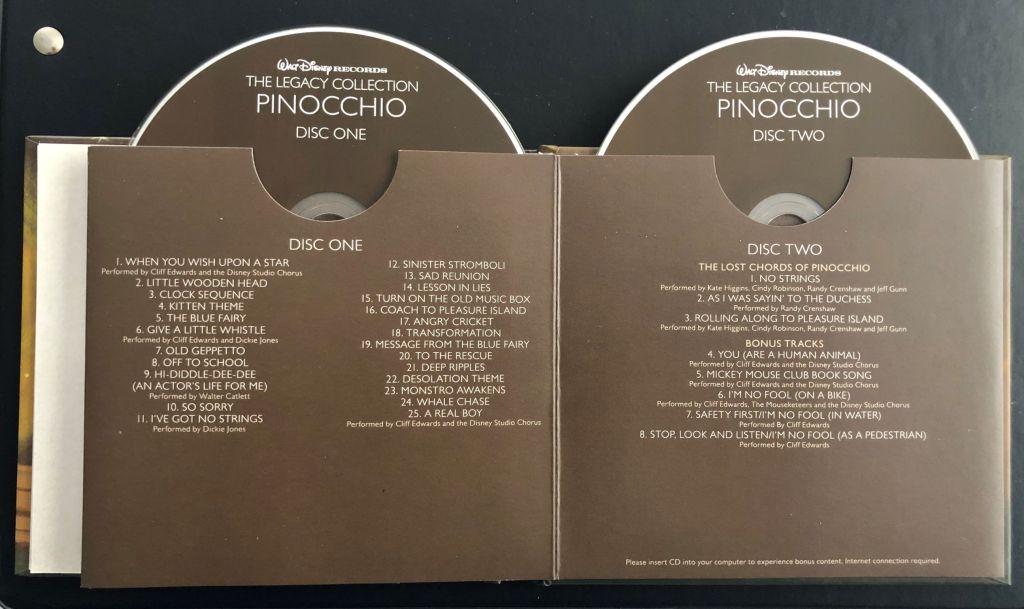 WALT DISNEY RECORDS
THE LEGACY COLLECTION
PINOCCHIO
DISC ONE
WALT DISNEY RECORDS
THE LEGACY COLLECTION
PINOCCHIO
DISC TWO
DISC ONE
1. WHEN YOU WISH UPON A STAR
Performed by Cliff Edwards and the Disney Studio Chorus
2. LITTLE WOODEN HEAD
3. CLOCK SEQUENCE
4. KITTEN THEME
5. THE BLUE FAIRY
6. GIVE A LITTLE WHISTLE
Performed by Cliff Edwards and Dickie Jones
7. OLD GEPPETTO
8. OFF TO SCHOOL
9. HI-DIDDLE-DEE-DEE
(AN ACTOR'S LIFE FOR ME)
Performed by Walter Catlett
10. SO SORRY
11. I'VE GOT NO STRINGS
Performed by Dickie Jones
12. SINISTER STROMBOLI
13. SAD REUNION
14. LESSON IN LIES
15. TURN ON THE OLD MUSIC BOX
16. COACH TO PLEASURE ISLAND
17. ANGRY CRICKET
18. TRANSFORMATION
19. MESSAGE FROM THE BLUE FAIRY
20. TO THE RESCUE
21. DEEP RIPPLES
22. DESOLATION THEME
23. MONSTRO AWAKENS
24. WHALE CHASE
25. A REAL BOY
Performed by Cliff Edwards and the Disney Studio Chorus
DISC TWO
THE LOST CHORDS OF PINOCCHIO
1. NO STRINGS
Performed by Kate Higgins, Cindy Robinson, Randy Crenshaw and Jeff Gunn
2. AS I WAS SAYIN' TO THE DUCHESS
Performed by Randy Crenshaw
3. ROLLING ALONG TO PLEASURE ISLAND
Performed by Kate Higgins, Cindy Robinson, Randy Crenshaw and Jeff Gunn
BONUS TRACKS
4. YOU (ARE A HUMAN ANIMAL)
Performed by Cliff Edwards and the Disney Studio Chorus
5. MICKEY MOUSE CLUB BOOK SONG
Performed by Cliff Edwards and the Disney Studio Chorus
6. I'M NO FOOL (ON A BIKE)
Performed by Cliff Edwards, The Mouseketeers and the Disney Studio Chorus
7. SAFETY FIRST/I'M NO FOOL (IN WATER)
Performed By Cliff Edwards
8. STOP, LOOK AND LISTEN/I'M NO FOOL (AS A PEDESTRIAN)
Performed by Cliff Edwards
Please insert CD into your computer to experience bonus content. Internet connection required.